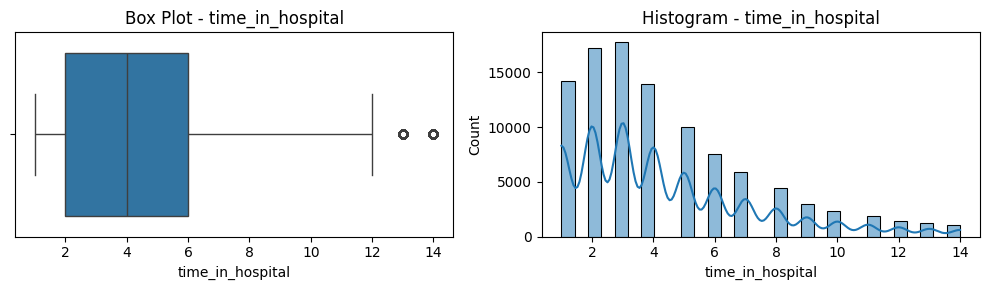 Box Plot - time_in_hospital
2 4 6 8 10 12 14
time_in_hospital
Histogram - time_in_hospital
Count
15000
10000
5000
0
2 4 6 8 10 12 14
time_in_hospital